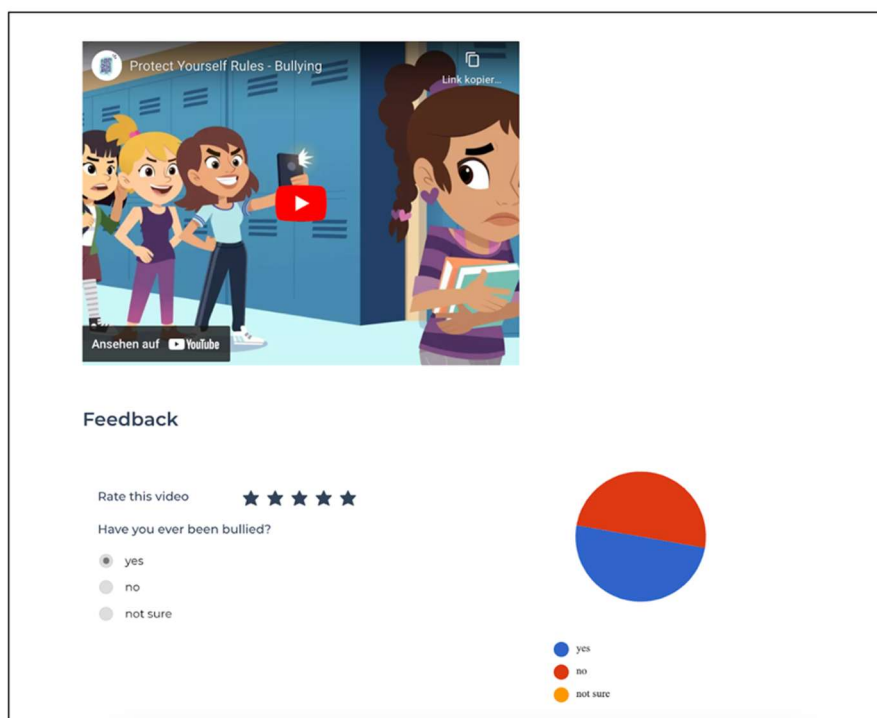 Protect Yourself Rules - Bullying
Link kopier...
Ansehen auf YouTube
Feedback
Rate this video
Have you ever been bullied?
yes
no
not sure
yes
no
not sure